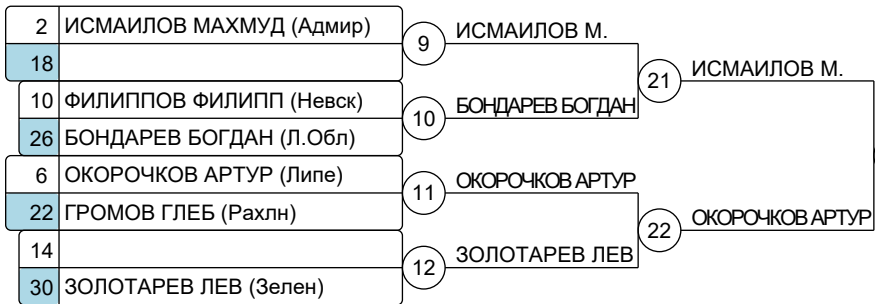 2 ИСМАИЛОВ МАХМУД (Адмир)
18
9 ИСМАИЛОВ М.
21 ИСМАИЛОВ М.
10 ФИЛИППОВ ФИЛИПП (Невск)
26 БОНДАРЕВ БОГДАН (Л.Обл)
10 БОНДАРЕВ БОГДАН
6 ОКОРОЧКОВ АРТУР (Липе)
22 ГРОМОВ ГЛЕБ (Рахлн)
11 ОКОРОЧКОВ АРТУР
22 ОКОРОЧКОВ АРТУР
14
30 ЗОЛОТАРЕВ ЛЕВ (Зелен)
12 ЗОЛОТАРЕВ ЛЕВ